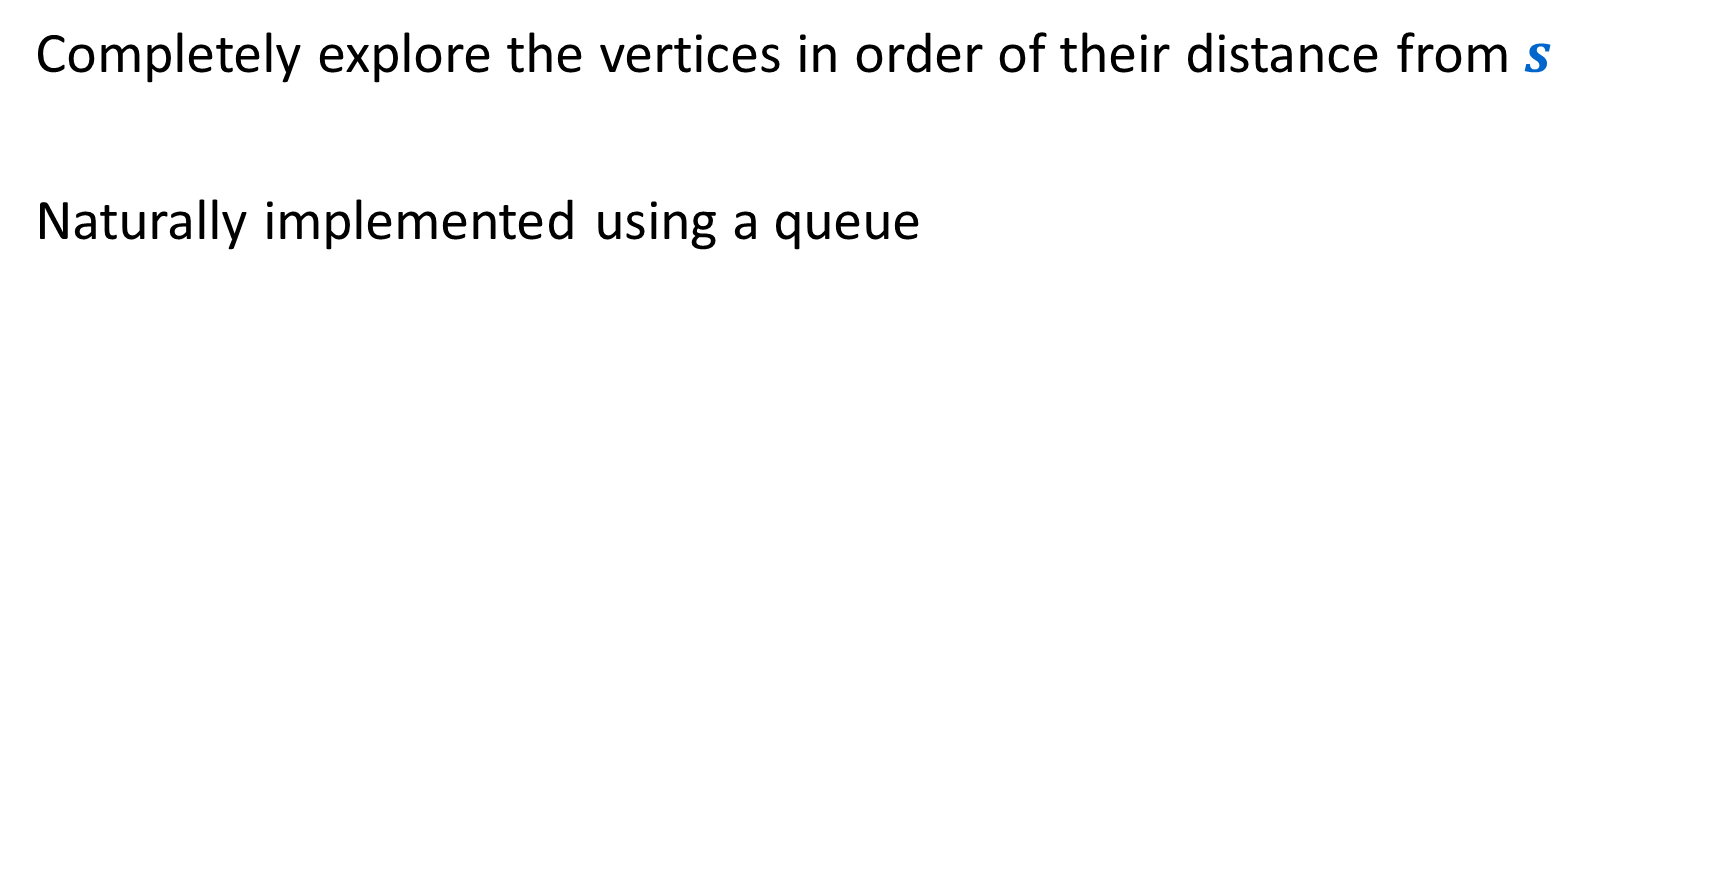 Completely explore the vertices in order of their distance from s
Naturally implemented using a queue